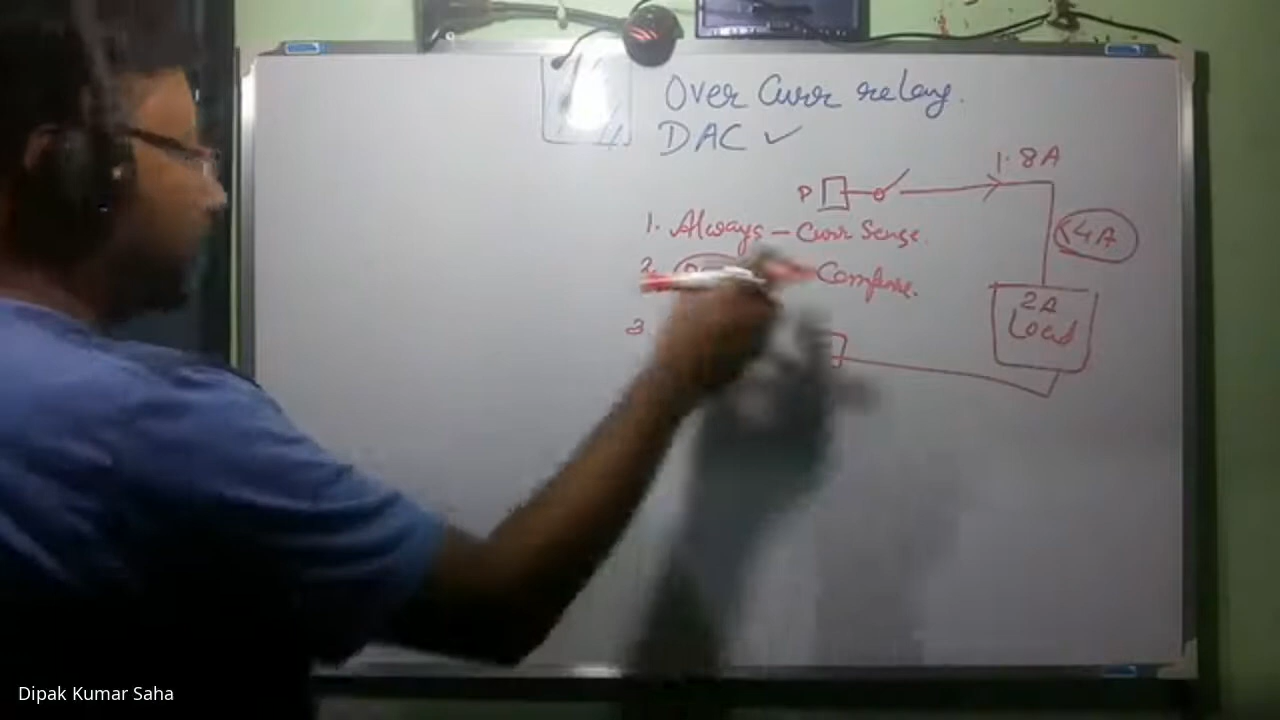 Over Curr relay.
DAC ✓
1.8A
P
1. Always - Curr Sense.
<4A
2. Compare.
2A
Load
3.
Dipak Kumar Saha